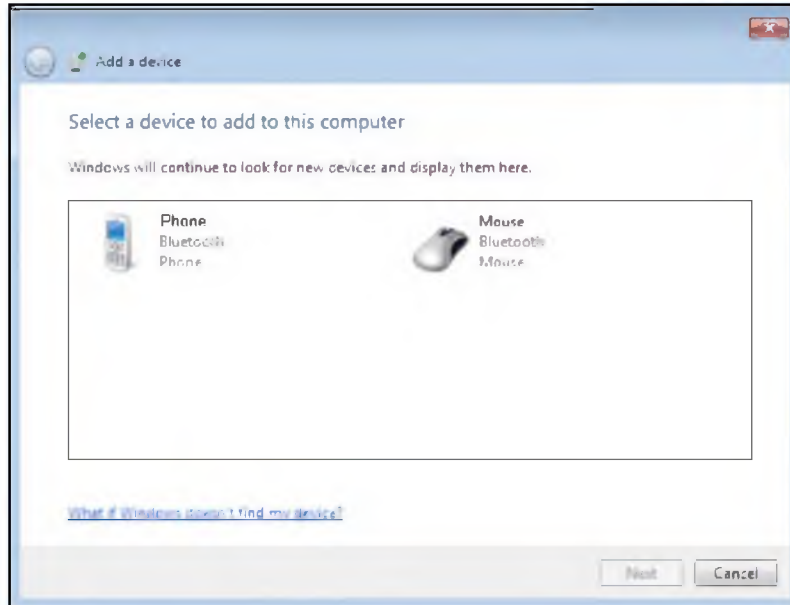 Add a device
Select a device to add to this computer
Windows will continue to look for new devices and display them here.
Phone
Bluetooth
Phone
Mouse
Bluetooth
Mouse
What if Windows doesn't find my device?
Next
Cancel